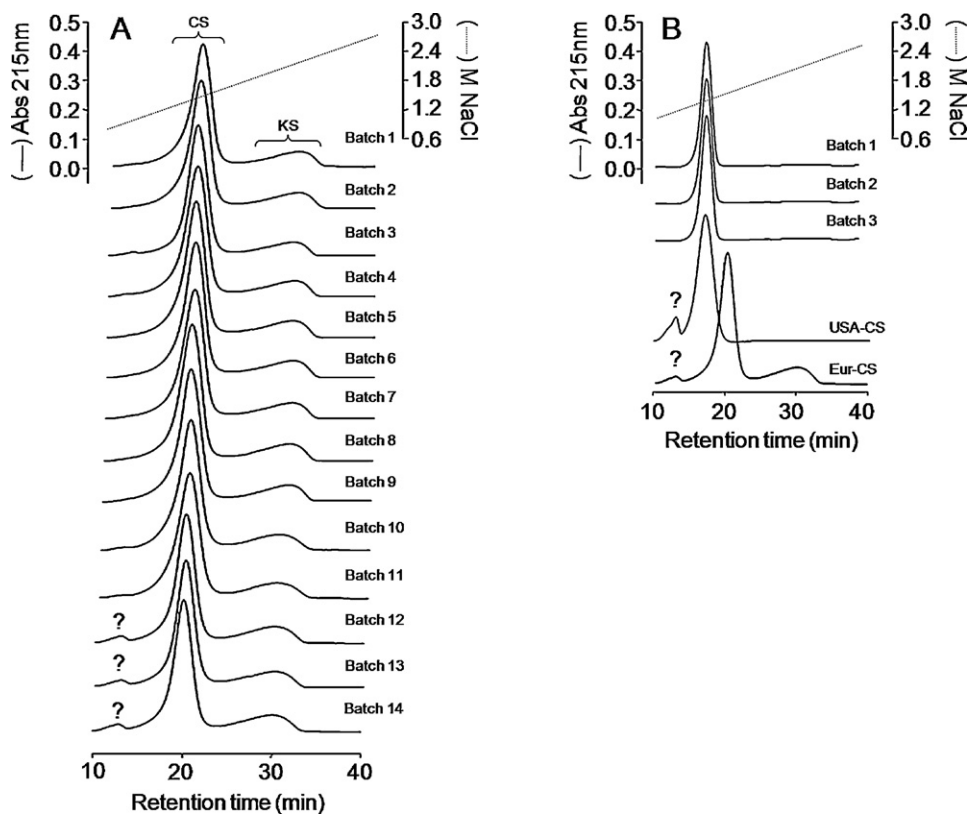 A
CS
KS
(—) Abs 215nm
0.5
0.4
0.3
0.2
0.1
0.0
3.0
2.4
1.8
1.2
0.6
(······) M NaCl
Batch 1
Batch 2
Batch 3
Batch 4
Batch 5
Batch 6
Batch 7
Batch 8
Batch 9
Batch 10
Batch 11
? Batch 12
? Batch 13
? Batch 14
10 20 30 40
Retention time (min)
B
(—) Abs 215nm
0.5
0.4
0.3
0.2
0.1
0.0
3.0
2.4
1.8
1.2
0.6
(······) M NaCl
Batch 1
Batch 2
Batch 3
?
USA-CS
?
Eur-CS
10 20 30 40
Retention time (min)